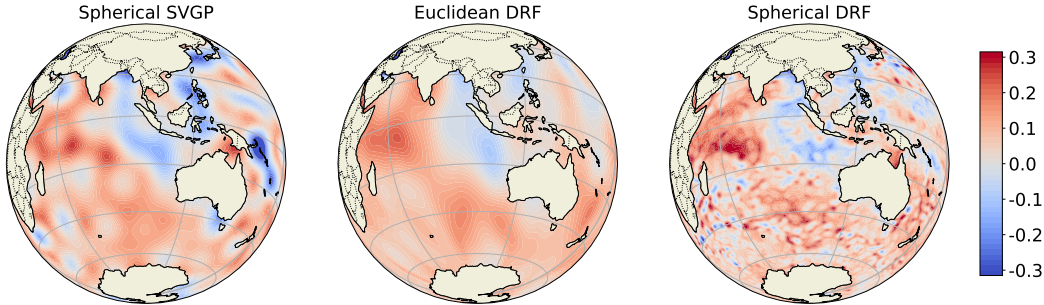 Spherical SVGP
Euclidean DRF
Spherical DRF
0.3
0.2
0.1
0.0
-0.1
-0.2
-0.3